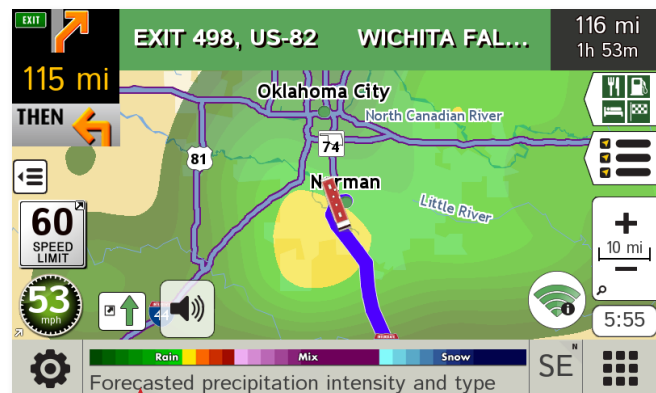 EXIT
EXIT 498, US-82 WICHITA FAL...
116 mi
1h 53m
115 mi
THEN
Oklahoma City
North Canadian River
74
81
Norman
Little River
60
SPEED
LIMIT
+
10 mi
53
mph
44
5:55
Rain Mix Snow
Forecasted precipitation intensity and type
SE
N